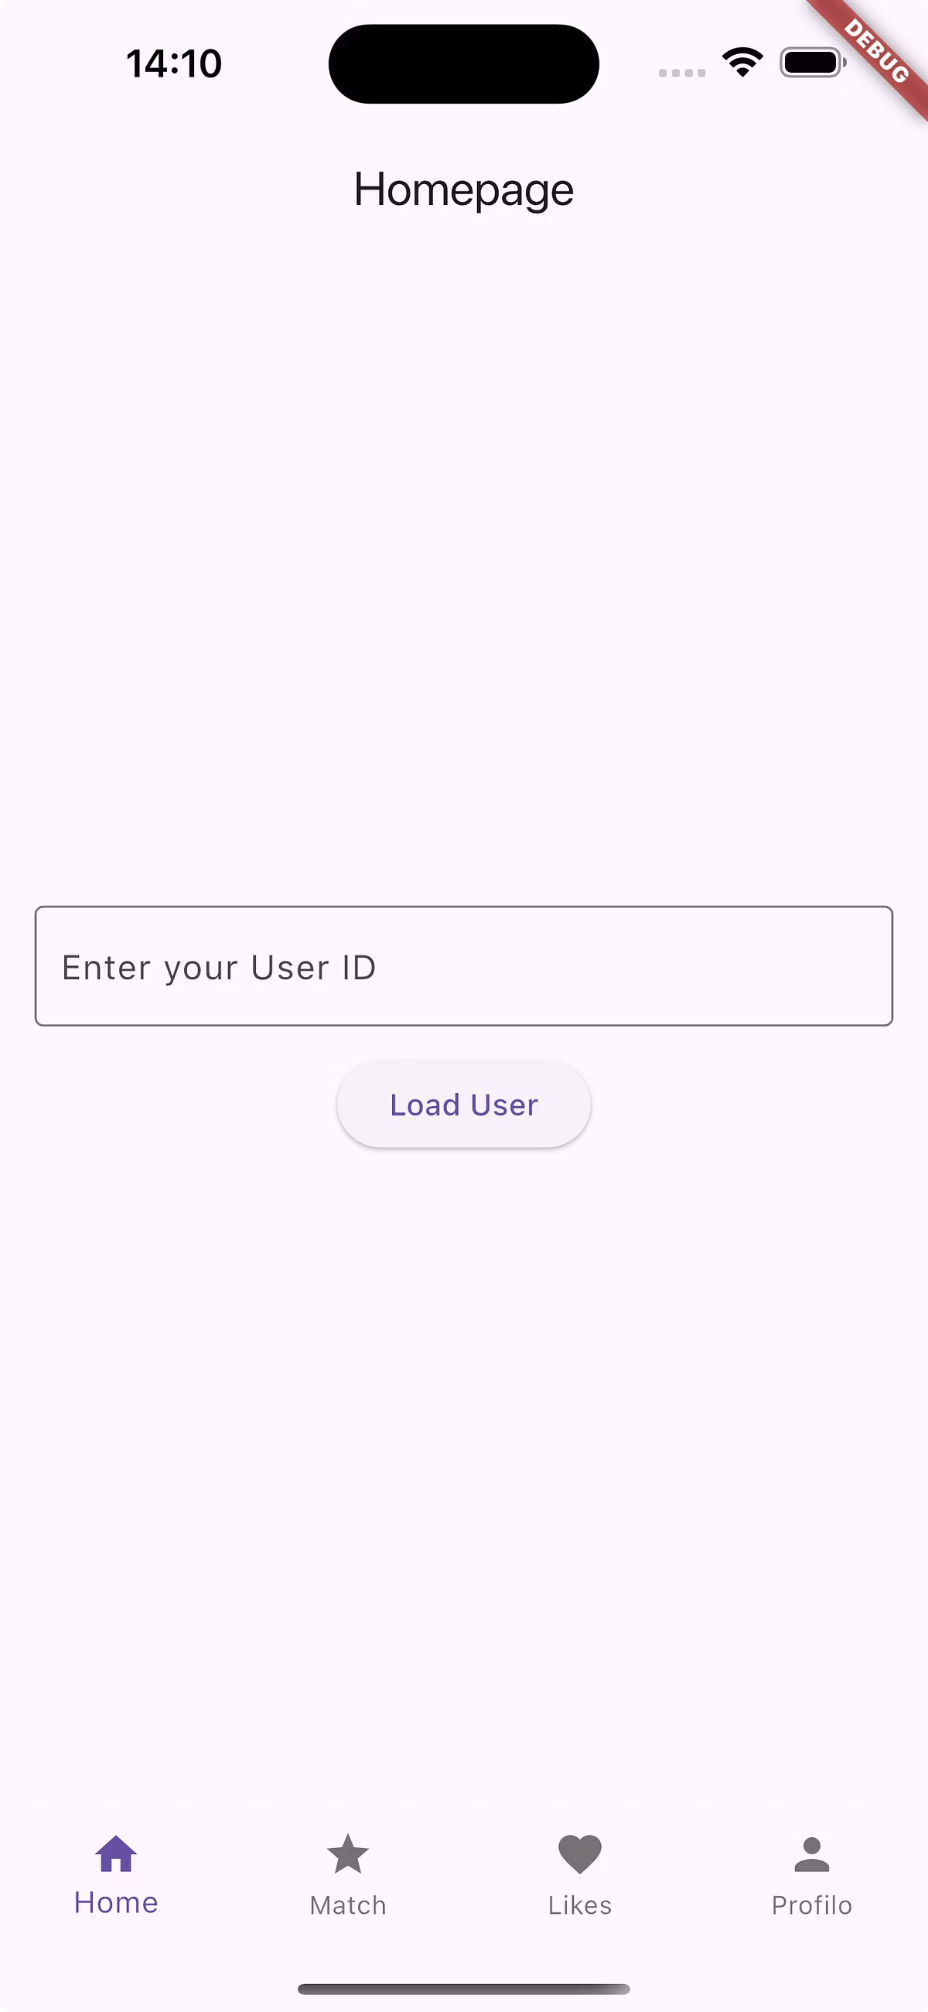 14:10
DEBUG
Homepage
Enter your User ID
Load User
Home
Match
Likes
Profilo